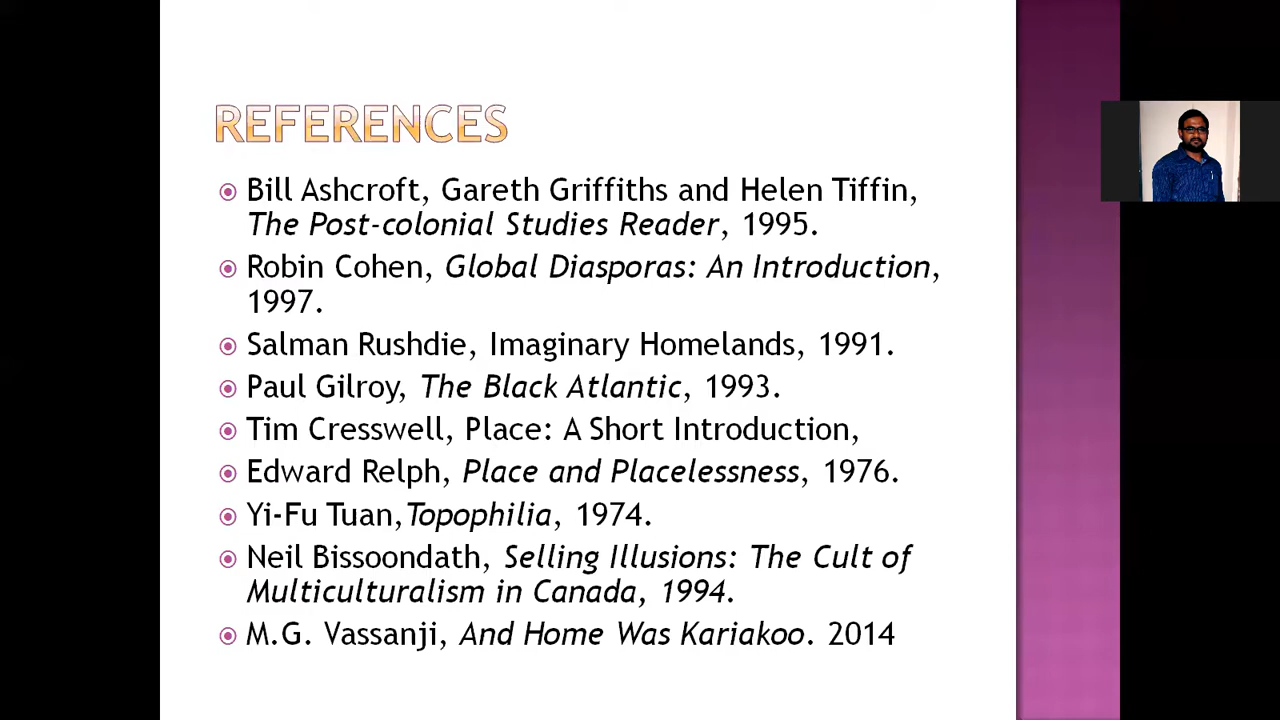 REFERENCES
Bill Ashcroft, Gareth Griffiths and Helen Tiffin,
The Post-colonial Studies Reader, 1995.
Robin Cohen, Global Diasporas: An Introduction,
1997.
Salman Rushdie, Imaginary Homelands, 1991.
Paul Gilroy, The Black Atlantic, 1993.
Tim Cresswell, Place: A Short Introduction,
Edward Relph, Place and Placelessness, 1976.
Yi-Fu Tuan,Topophilia, 1974.
Neil Bissoondath, Selling Illusions: The Cult of
Multiculturalism in Canada, 1994.
M.G. Vassanji, And Home Was Kariakoo. 2014